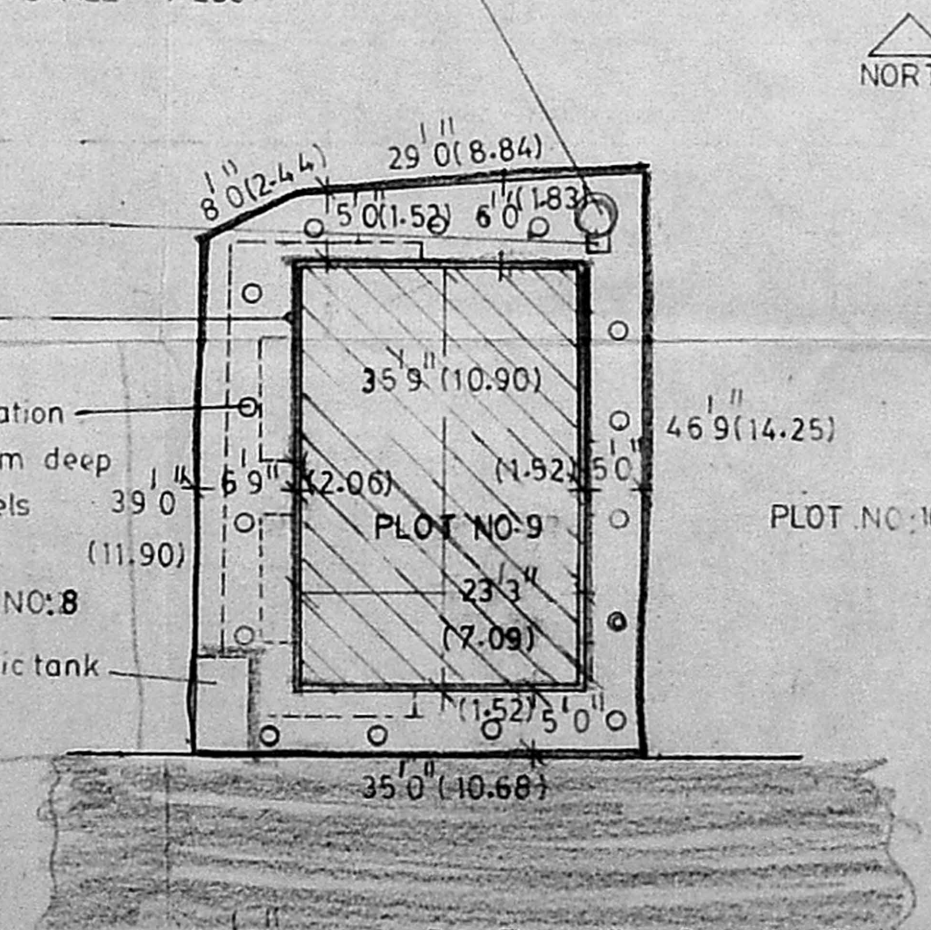 NOR
29'0"(8.84)
8'0"(2.44)
5'0"(1.52) 6'0"(1.83)
35'9"(10.90)
ation
46'9"(14.25)
m deep
6'9" (2.06)
(1.52) 5'0"
els
39'0"
(11.90)
PLOT NO.9
PLOT NO.1
23'3"
(7.09)
NO:8
ic tank
(1.52) 5'0"
35'0"(10.68)